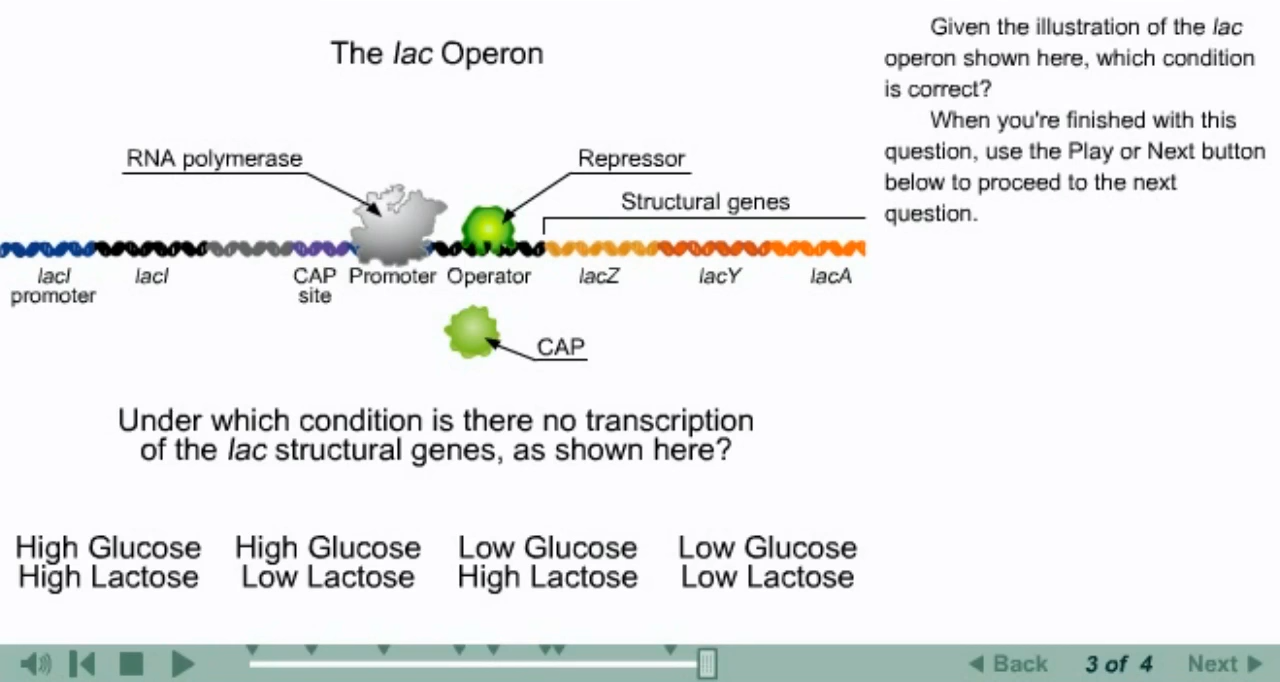 The lac Operon
RNA polymerase
Repressor
Structural genes
lacI
promoter
lacI
CAP
site
Promoter
Operator
lacZ
lacY
lacA
CAP
Under which condition is there no transcription
of the lac structural genes, as shown here?
High Glucose
High Lactose
High Glucose
Low Lactose
Low Glucose
High Lactose
Low Glucose
Low Lactose
Given the illustration of the lac
operon shown here, which condition
is correct?
When you're finished with this
question, use the Play or Next button
below to proceed to the next
question.
Back
3 of 4
Next